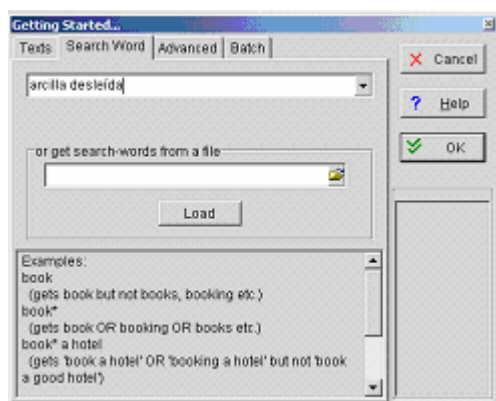 Getting Started...
Texts Search Word Advanced Batch
Cancel
arcilla desleída
? Help
OK
or get search-words from a file
Load
Examples:
book
(gets book but not books, booking etc.)
book*
(gets book OR booking OR books etc.)
book* a hotel
(gets 'book a hotel' OR 'booking a hotel' but not 'book
a good hotel')